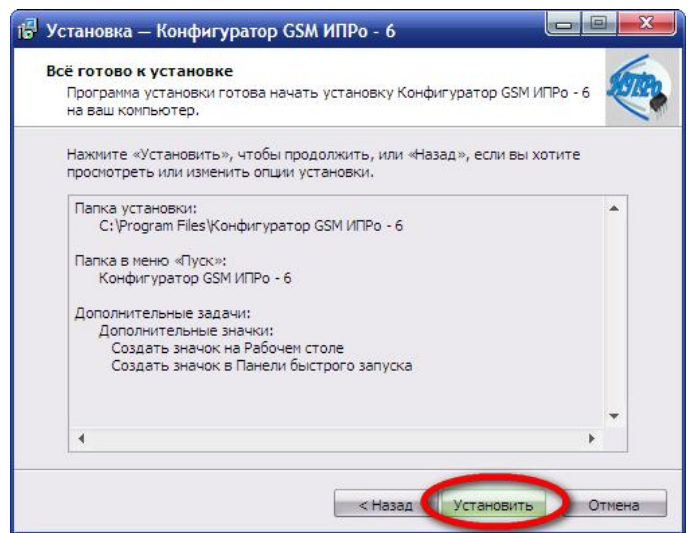 Установка — Конфигуратор GSM ИПРо - 6
Всё готово к установке
Программа установки готова начать установку Конфигуратор GSM ИПРо - 6
на ваш компьютер.
ИПРо
Нажмите «Установить», чтобы продолжить, или «Назад», если вы хотите
просмотреть или изменить опции установки.
Папка установки:
C:\Program Files\Конфигуратор GSM ИПРо - 6
Папка в меню «Пуск»:
Конфигуратор GSM ИПРо - 6
Дополнительные задачи:
Дополнительные значки:
Создать значок на Рабочем столе
Создать значок в Панели быстрого запуска
< Назад
Установить
Отмена